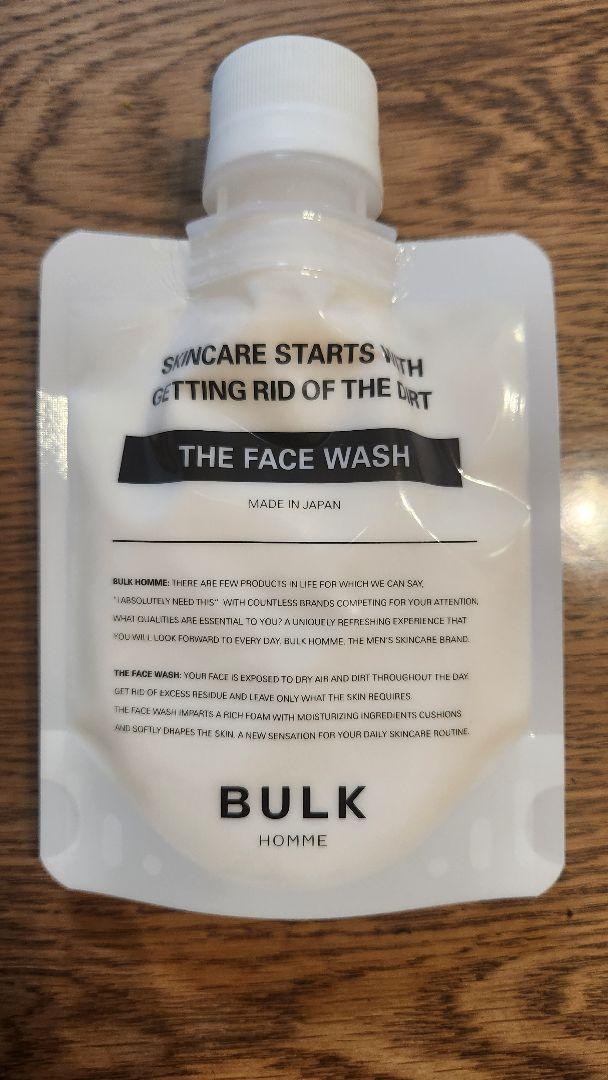 SKINCARE STARTS WITH
GETTING RID OF THE DIRT
THE FACE WASH
MADE IN JAPAN
BULK HOMME: THERE ARE FEW PRODUCTS IN LIFE FOR WHICH WE CAN SAY,
"I ABSOLUTELY NEED THIS" WITH COUNTLESS BRANDS COMPETING FOR YOUR ATTENTION,
WHAT QUALITIES ARE ESSENTIAL TO YOU? A UNIQUELY REFRESHING EXPERIENCE THAT
YOU WILL LOOK FORWARD TO EVERY DAY. BULK HOMME. THE MEN'S SKINCARE BRAND.
THE FACE WASH: YOUR FACE IS EXPOSED TO DRY AIR AND DIRT THROUGHOUT THE DAY.
GET RID OF EXCESS RESIDUE AND LEAVE ONLY WHAT THE SKIN REQUIRES.
THE FACE WASH IMPARTS A RICH FOAM WITH MOISTURIZING INGREDIENTS CUSHIONS
AND SOFTLY DRAPES THE SKIN. A NEW SENSATION FOR YOUR DAILY SKINCARE ROUTINE.
BULK
HOMME